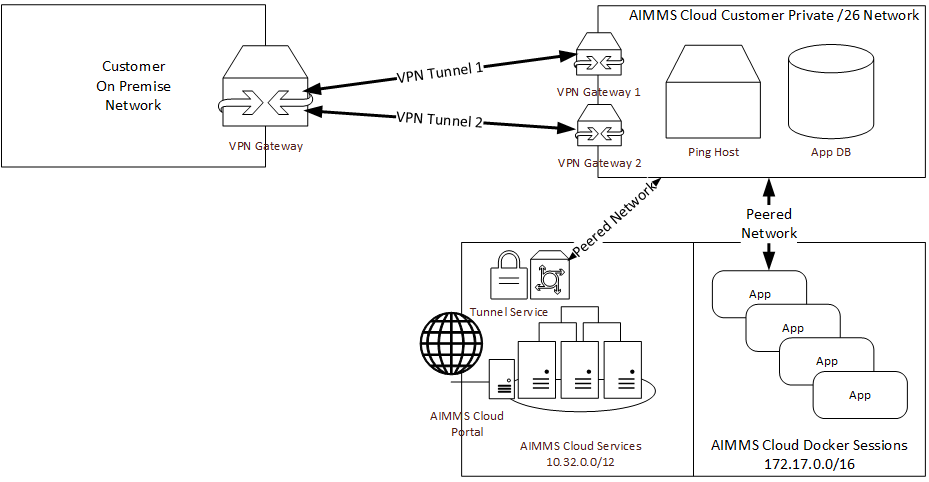 AIMMS Cloud Customer Private /26 Network
Customer
On Premise
Network
VPN Gateway
VPN Tunnel 1
VPN Tunnel 2
VPN Gateway 1
VPN Gateway 2
Ping Host
App DB
Peered Network
Peered
Network
Tunnel Service
AIMMS Cloud
Portal
AIMMS Cloud Services
10.32.0.0/12
App
App
App
App
AIMMS Cloud Docker Sessions
172.17.0.0/16